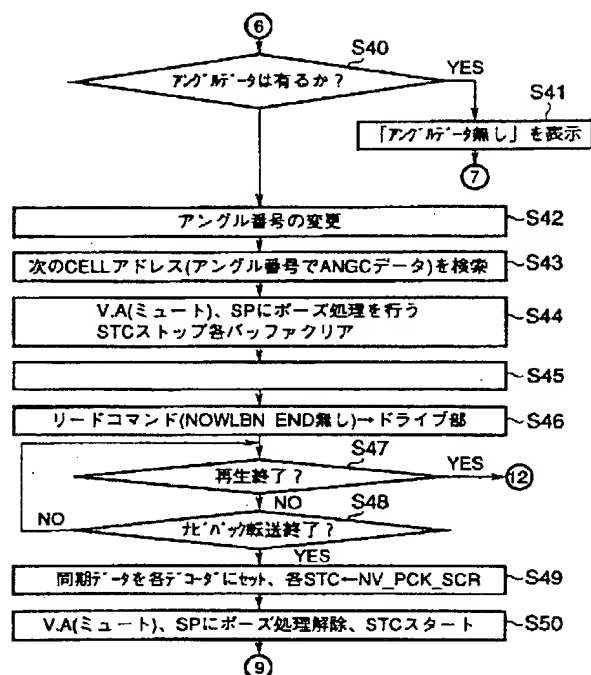 6
S40
アングルデータは有るか？
YES
S41
「アングルデータ無し」を表示
7
アングル番号の変更
S42
次のCELLアドレス(アングル番号でANGCデータ)を検索
S43
V.A(ミュート)、SPにポーズ処理を行う
STCストップ各バッファクリア
S44
S45
リードコマンド(NOWLBN END無し)→ドライブ部
S46
S47
再生終了？
YES
12
NO
S48
NO
ナビパック転送終了？
YES
同期データを各デコーダにセット、各STC←NV_PCK_SCR
S49
V.A(ミュート)、SPにポーズ処理解除、STCスタート
S50
9